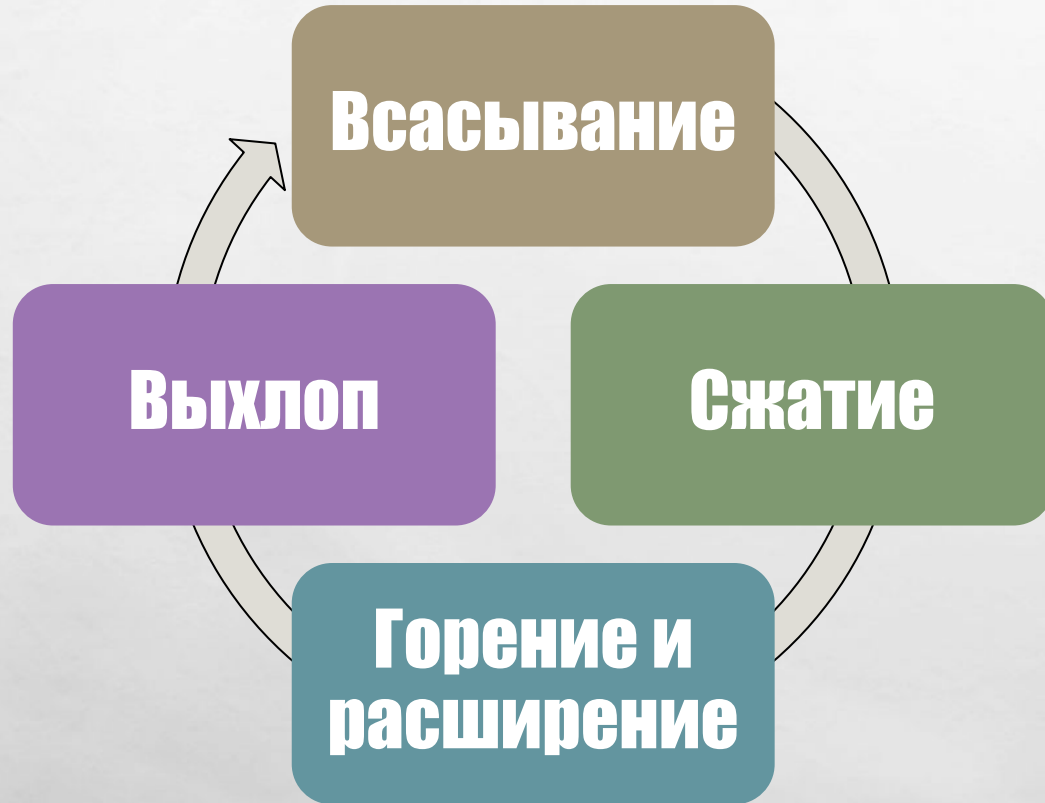 Всасывание
Выхлоп
Сжатие
Горение и
расширение